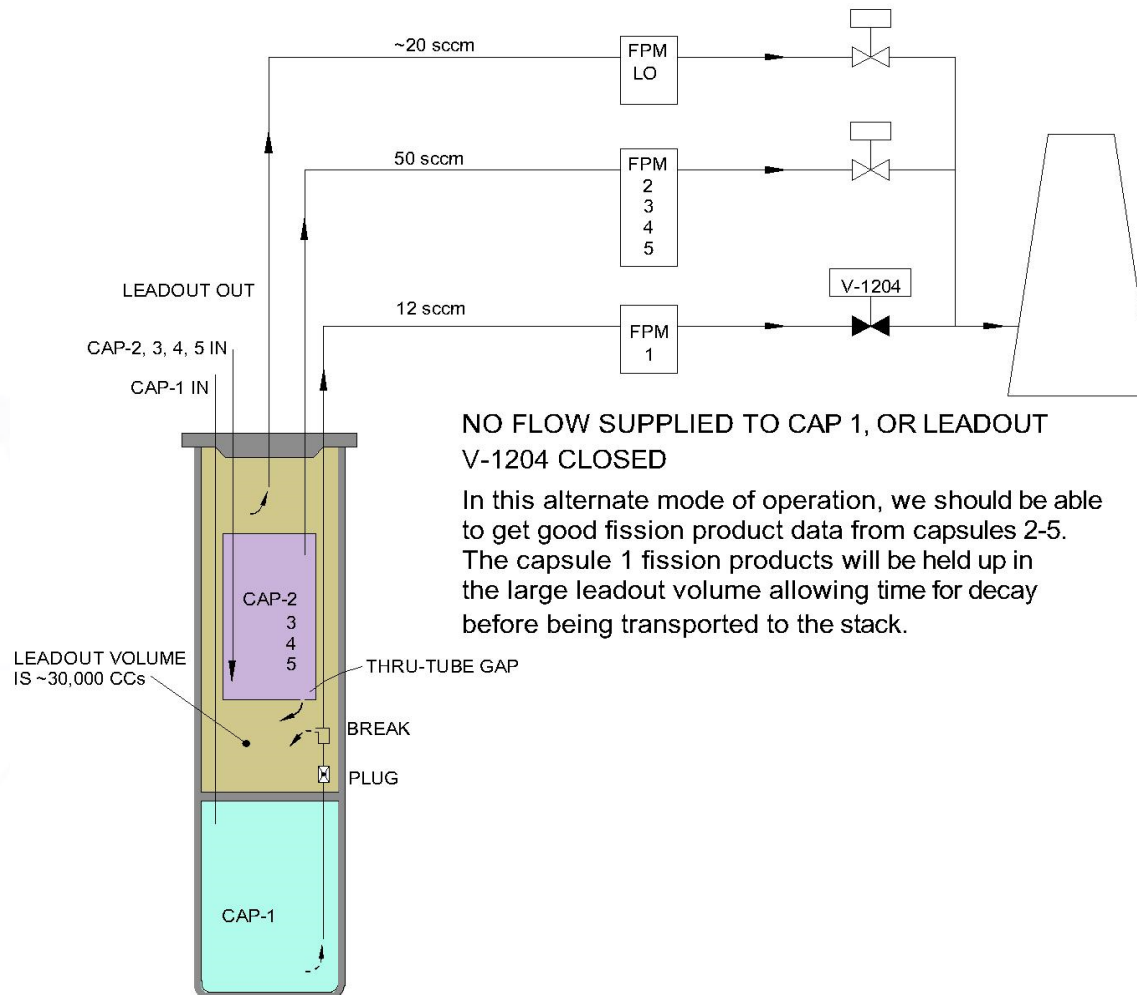 ~20 sccm
FPM
LO
50 sccm
FPM
2
3
4
5
LEADOUT OUT
12 sccm
FPM
1
V-1204
CAP-2, 3, 4, 5 IN
CAP-1 IN
NO FLOW SUPPLIED TO CAP 1, OR LEADOUT
V-1204 CLOSED
In this alternate mode of operation, we should be able
to get good fission product data from capsules 2-5.
The capsule 1 fission products will be held up in
the large leadout volume allowing time for decay
before being transported to the stack.
CAP-2
3
4
5
LEADOUT VOLUME
IS ~30,000 CCs
THRU-TUBE GAP
BREAK
PLUG
CAP-1